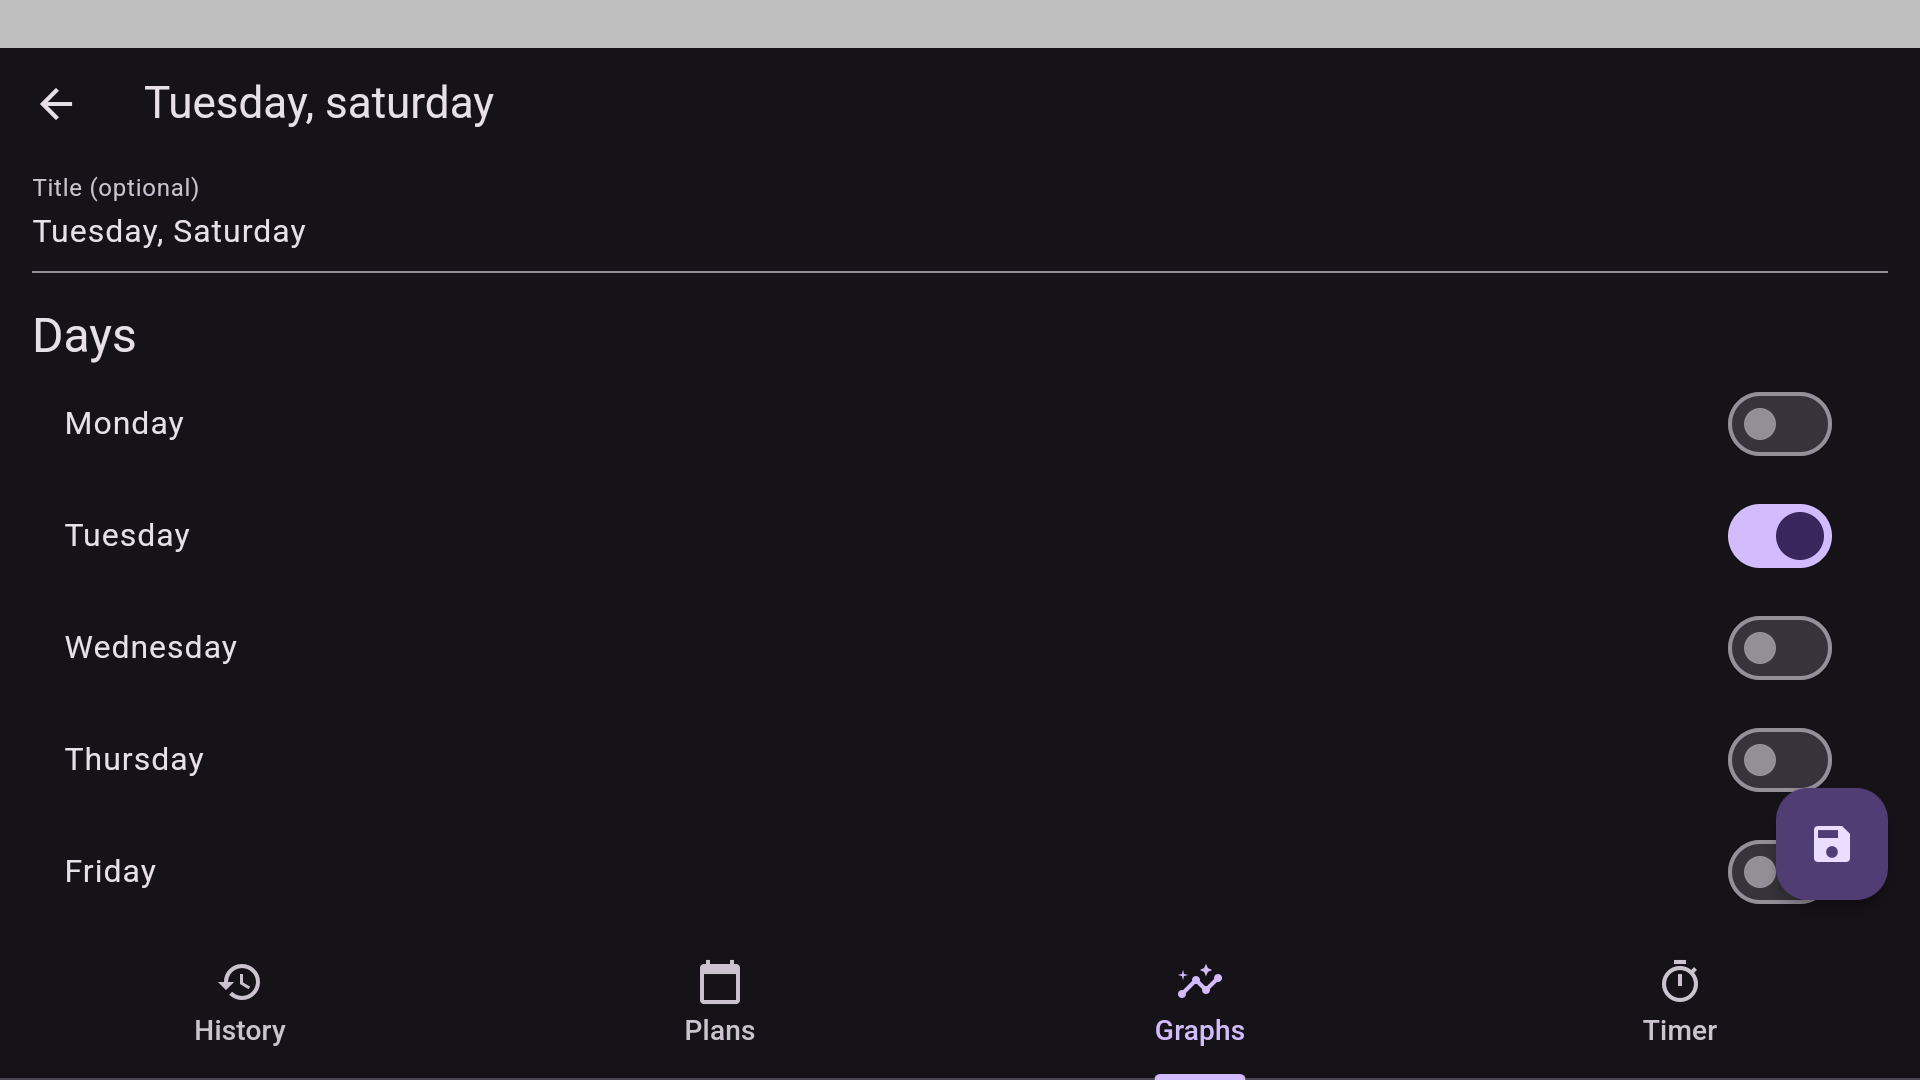 Tuesday, saturday
Title (optional)
Tuesday, Saturday
Days
Monday
Tuesday
Wednesday
Thursday
Friday
History
Plans
Graphs
Timer